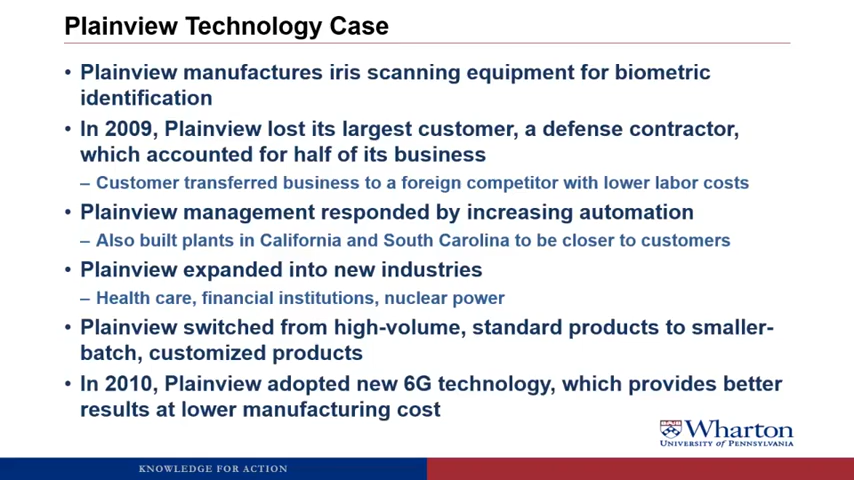 Plainview Technology Case
• Plainview manufactures iris scanning equipment for biometric
identification
• In 2009, Plainview lost its largest customer, a defense contractor,
which accounted for half of its business
– Customer transferred business to a foreign competitor with lower labor costs
• Plainview management responded by increasing automation
– Also built plants in California and South Carolina to be closer to customers
• Plainview expanded into new industries
– Health care, financial institutions, nuclear power
• Plainview switched from high-volume, standard products to smaller-
batch, customized products
• In 2010, Plainview adopted new 6G technology, which provides better
results at lower manufacturing cost
Wharton
UNIVERSITY of PENNSYLVANIA
KNOWLEDGE FOR ACTION